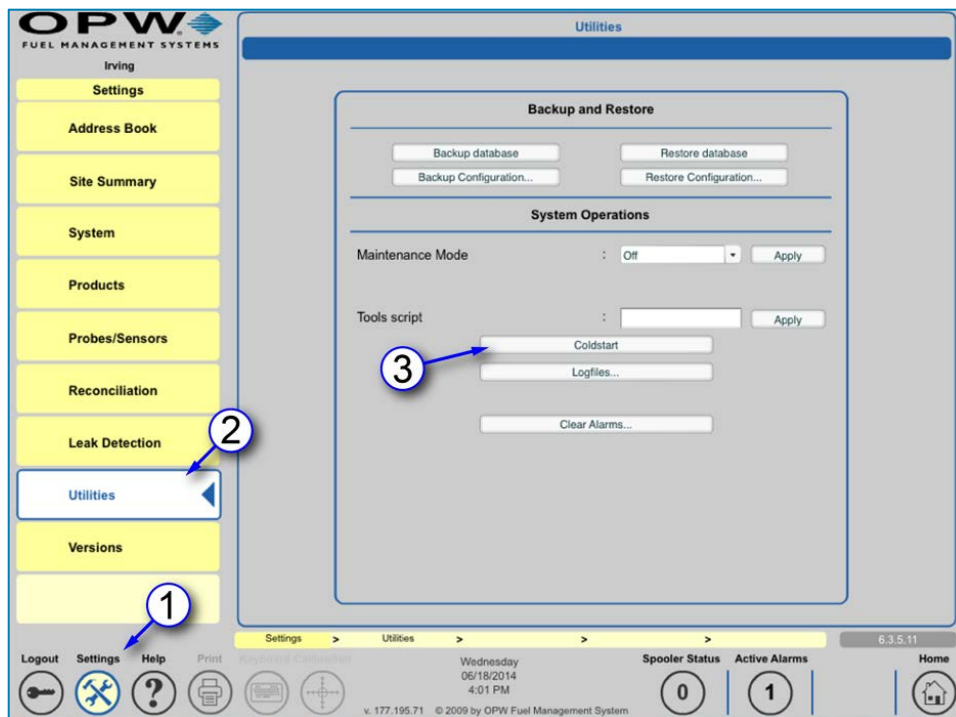 OPW
FUEL MANAGEMENT SYSTEMS
Irving
Settings
Address Book
Site Summary
System
Products
Probes/Sensors
Reconciliation
Leak Detection
Utilities
Versions
Utilities
Backup and Restore
Backup database
Restore database
Backup Configuration...
Restore Configuration...
System Operations
Maintenance Mode : Off Apply
Tools script : Apply
Coldstart
Logfiles...
Clear Alarms...
1
2
3
Settings > Utilities > > >
6.3.5.11
Logout Settings Help Print Keyboard Calibration
Wednesday
06/18/2014
4:01 PM
v. 177.195.71 © 2009 by OPW Fuel Management System
Spooler Status
0
Active Alarms
1
Home